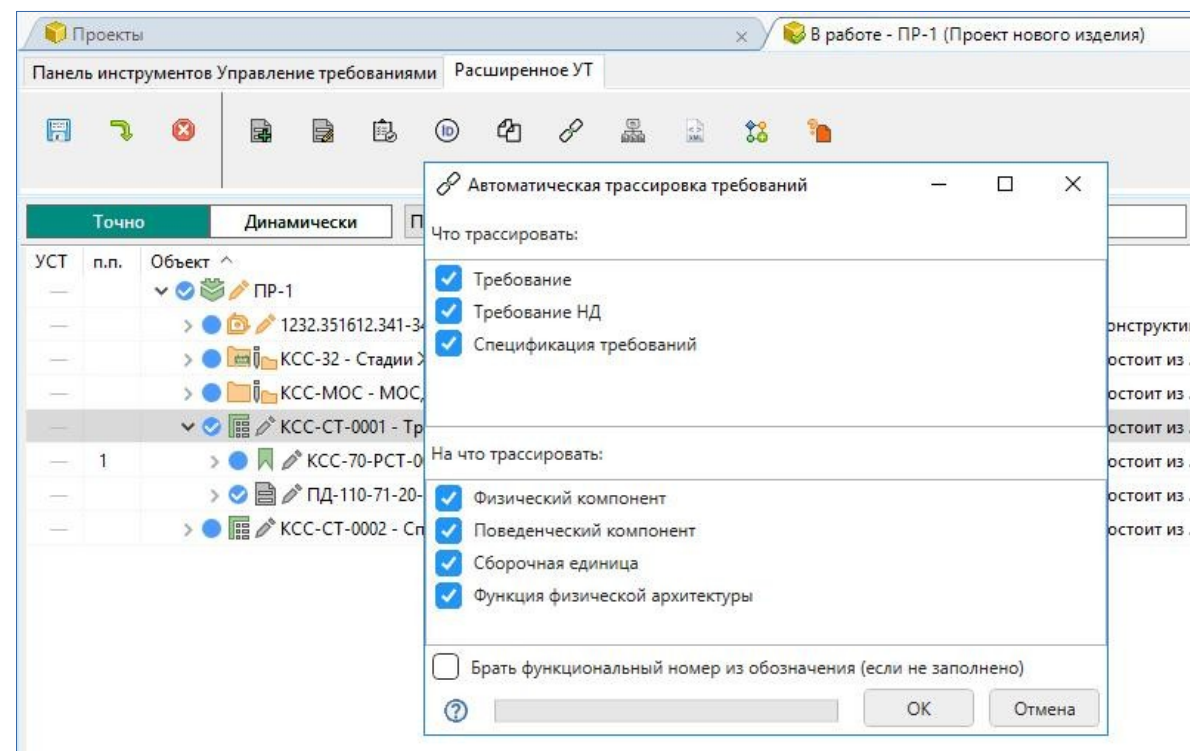 Проекты
В работе - ПР-1 (Проект нового изделия)
Панель инструментов Управление требованиями Расширенное УТ
Автоматическая трассировка требований
Точно Динамически П
Что трассировать:
УСТ п.п. Объект
Требование
— ПР-1
Требование НД
— 1232.351612.341-34
онструкти
Спецификация требований
— КСС-32 - Стадии
остоит из
— КСС-МОС - МОС,
остоит из
— КСС-СТ-0001 - Тр
остоит из
На что трассировать:
— 1 КСС-70-РСТ-0
остоит из
Физический компонент
— ПД-110-71-20-
остоит из
Поведенческий компонент
— КСС-СТ-0002 - Сп
остоит из
Сборочная единица
Функция физической архитектуры
Брать функциональный номер из обозначения (если не заполнено)
ОК Отмена